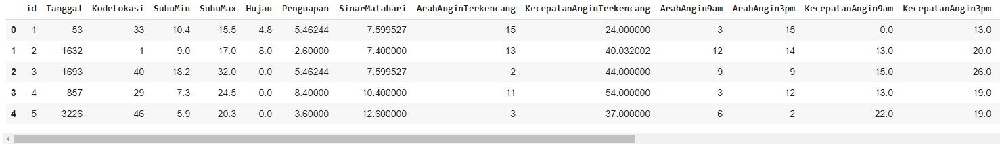 id Tanggal KodeLokasi SuhuMin SuhuMax Hujan Penguapan SinarMatahari ArahAnginTerkencang KecepatanAnginTerkencang ArahAngin9am ArahAngin3pm KecepatanAngin9am KecepatanAngin3pm
0 1 53 33 10.4 15.5 4.8 5.46244 7.599527 15 24.000000 3 15 0.0 13.0
1 2 1632 1 9.0 17.0 8.0 2.60000 7.400000 13 40.032002 12 14 13.0 20.0
2 3 1693 40 18.2 32.0 0.0 5.46244 7.599527 2 44.000000 9 9 15.0 26.0
3 4 857 29 7.3 24.5 0.0 8.40000 10.400000 11 54.000000 3 12 13.0 19.0
4 5 3226 46 5.9 20.3 0.0 3.60000 12.600000 3 37.000000 6 2 22.0 19.0